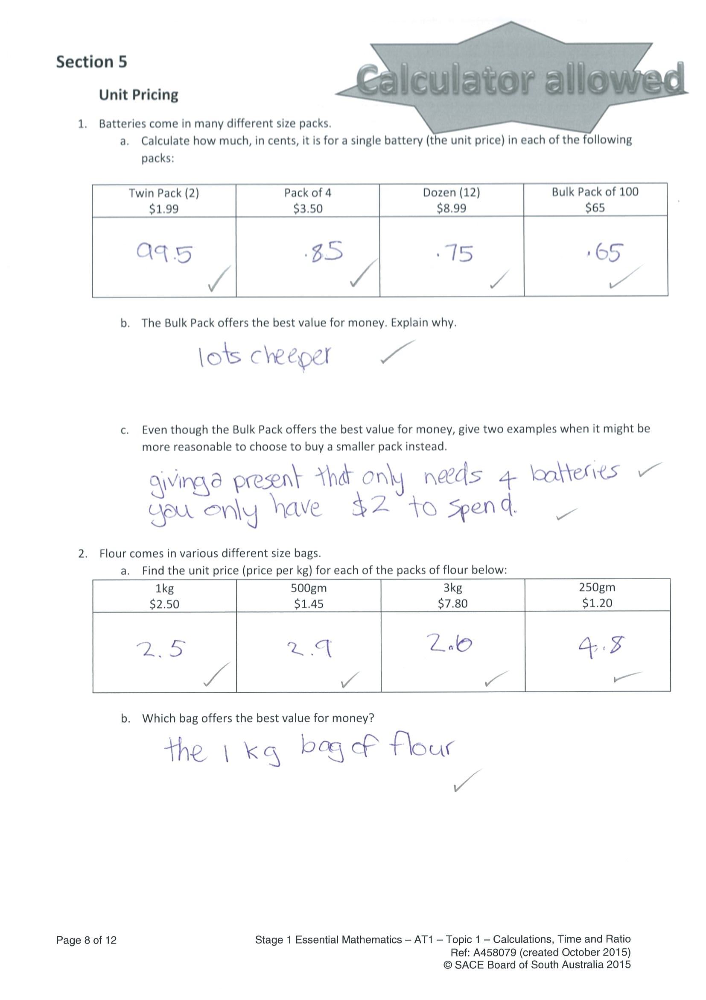 Calculator allowed
Section 5
Unit Pricing
1. Batteries come in many different size packs.
a. Calculate how much, in cents, it is for a single battery (the unit price) in each of the following
packs:
Twin Pack (2) Pack of 4 Dozen (12) Bulk Pack of 100
$1.99 $3.50 $8.99 $65
99.5 .85 .75 .65
b. The Bulk Pack offers the best value for money. Explain why.
lots cheeper
c. Even though the Bulk Pack offers the best value for money, give two examples when it might be
more reasonable to choose to buy a smaller pack instead.
giving a present that only needs 4 batteries
you only have $2 to spend.
2. Flour comes in various different size bags.
a. Find the unit price (price per kg) for each of the packs of flour below:
1kg 500gm 3kg 250gm
$2.50 $1.45 $7.80 $1.20
2.5 2.9 2.6 4.8
b. Which bag offers the best value for money?
the 1 kg bag of flour
Page 8 of 12 Stage 1 Essential Mathematics – AT1 – Topic 1 – Calculations, Time and Ratio
Ref: A458079 (created October 2015)
© SACE Board of South Australia 2015